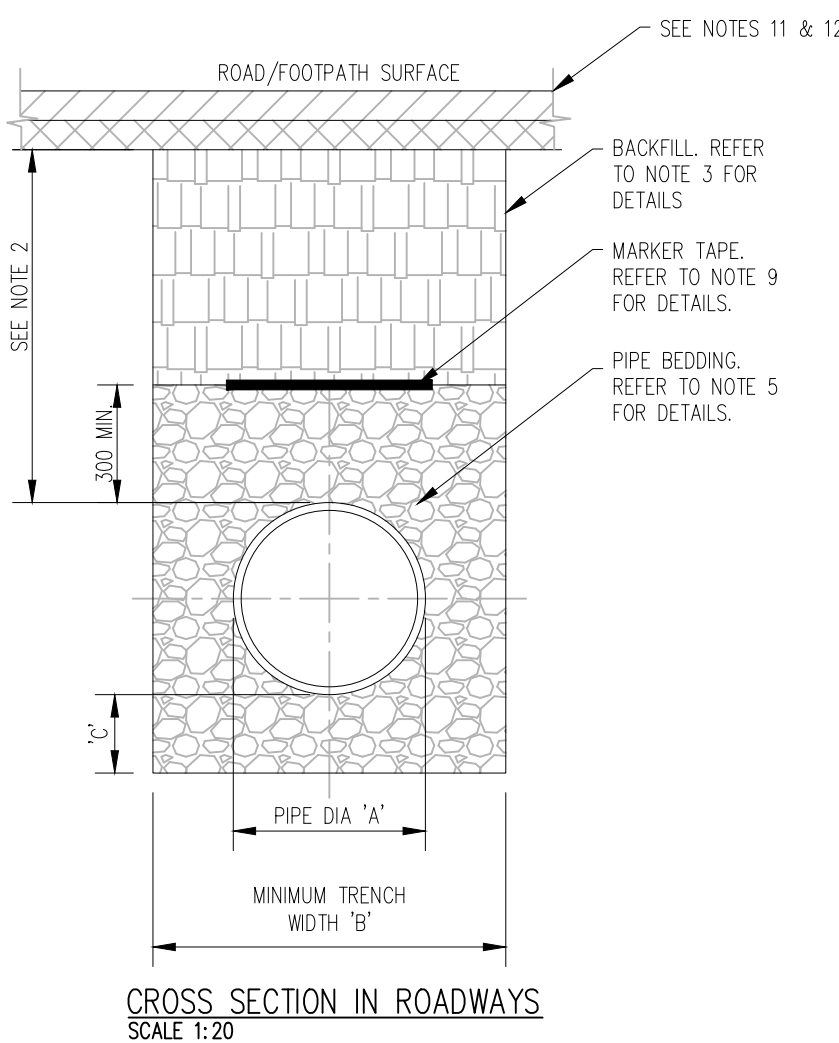 SEE NOTES 11 & 12
ROAD/FOOTPATH SURFACE
BACKFILL. REFER
TO NOTE 3 FOR
DETAILS
SEE NOTE 2
MARKER TAPE.
REFER TO NOTE 9
FOR DETAILS.
PIPE BEDDING.
REFER TO NOTE 5
FOR DETAILS.
300 MIN.
'C'
PIPE DIA 'A'
MINIMUM TRENCH
WIDTH 'B'
CROSS SECTION IN ROADWAYS
SCALE 1:20